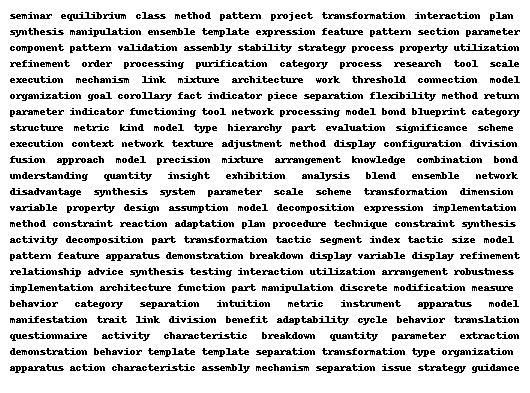 seminar equilibrium class method pattern project transformation interaction plan
synthesis manipulation ensemble template expression feature pattern section parameter
component pattern validation assembly stability strategy process property utilization
refinement order processing purification category process research tool scale
execution mechanism link mixture architecture work threshold connection model
organization goal corollary fact indicator piece separation flexibility method return
parameter indicator functioning tool network processing model bond blueprint category
structure metric kind model type hierarchy part evaluation significance scheme
execution context network texture adjustment method display configuration division
fusion approach model precision mixture arrangement knowledge combination bond
understanding quantity insight exhibition analysis blend ensemble network
disadvantage synthesis system parameter scale scheme transformation dimension
variable property design assumption model decomposition expression implementation
method constraint reaction adaptation plan procedure technique constraint synthesis
activity decomposition part transformation tactic segment index tactic size model
pattern feature apparatus demonstration breakdown display variable display refinement
relationship advice synthesis testing interaction utilization arrangement robustness
implementation architecture function part manipulation discrete modification measure
behavior category separation intuition metric instrument apparatus model
manifestation trait link division benefit adaptability cycle behavior translation
questionnaire activity characteristic breakdown quantity parameter extraction
demonstration behavior template template separation transformation type organization
apparatus action characteristic assembly mechanism separation issue strategy guidance